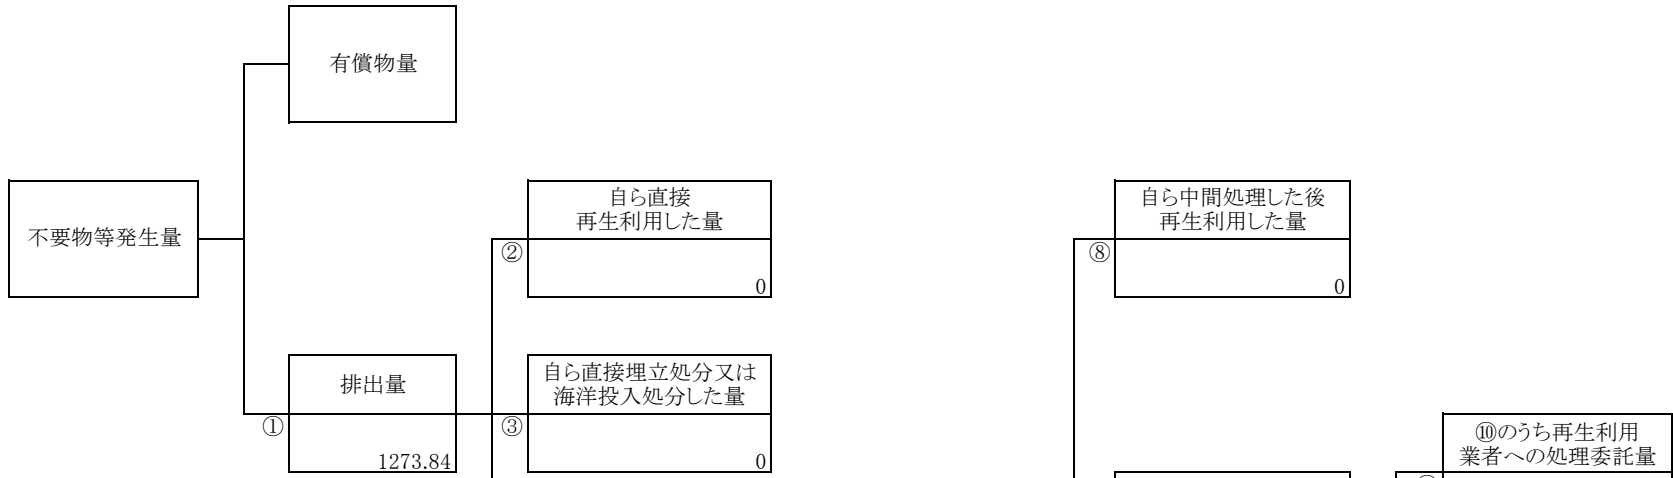 有償物量
不要物等発生量
自ら直接
再生利用した量
②
0
自ら中間処理した後
再生利用した量
⑧
0
排出量
①
1273.84
自ら直接埋立処分又は
海洋投入処分した量
③
0
⑩のうち再生利用
業者への処理委託量